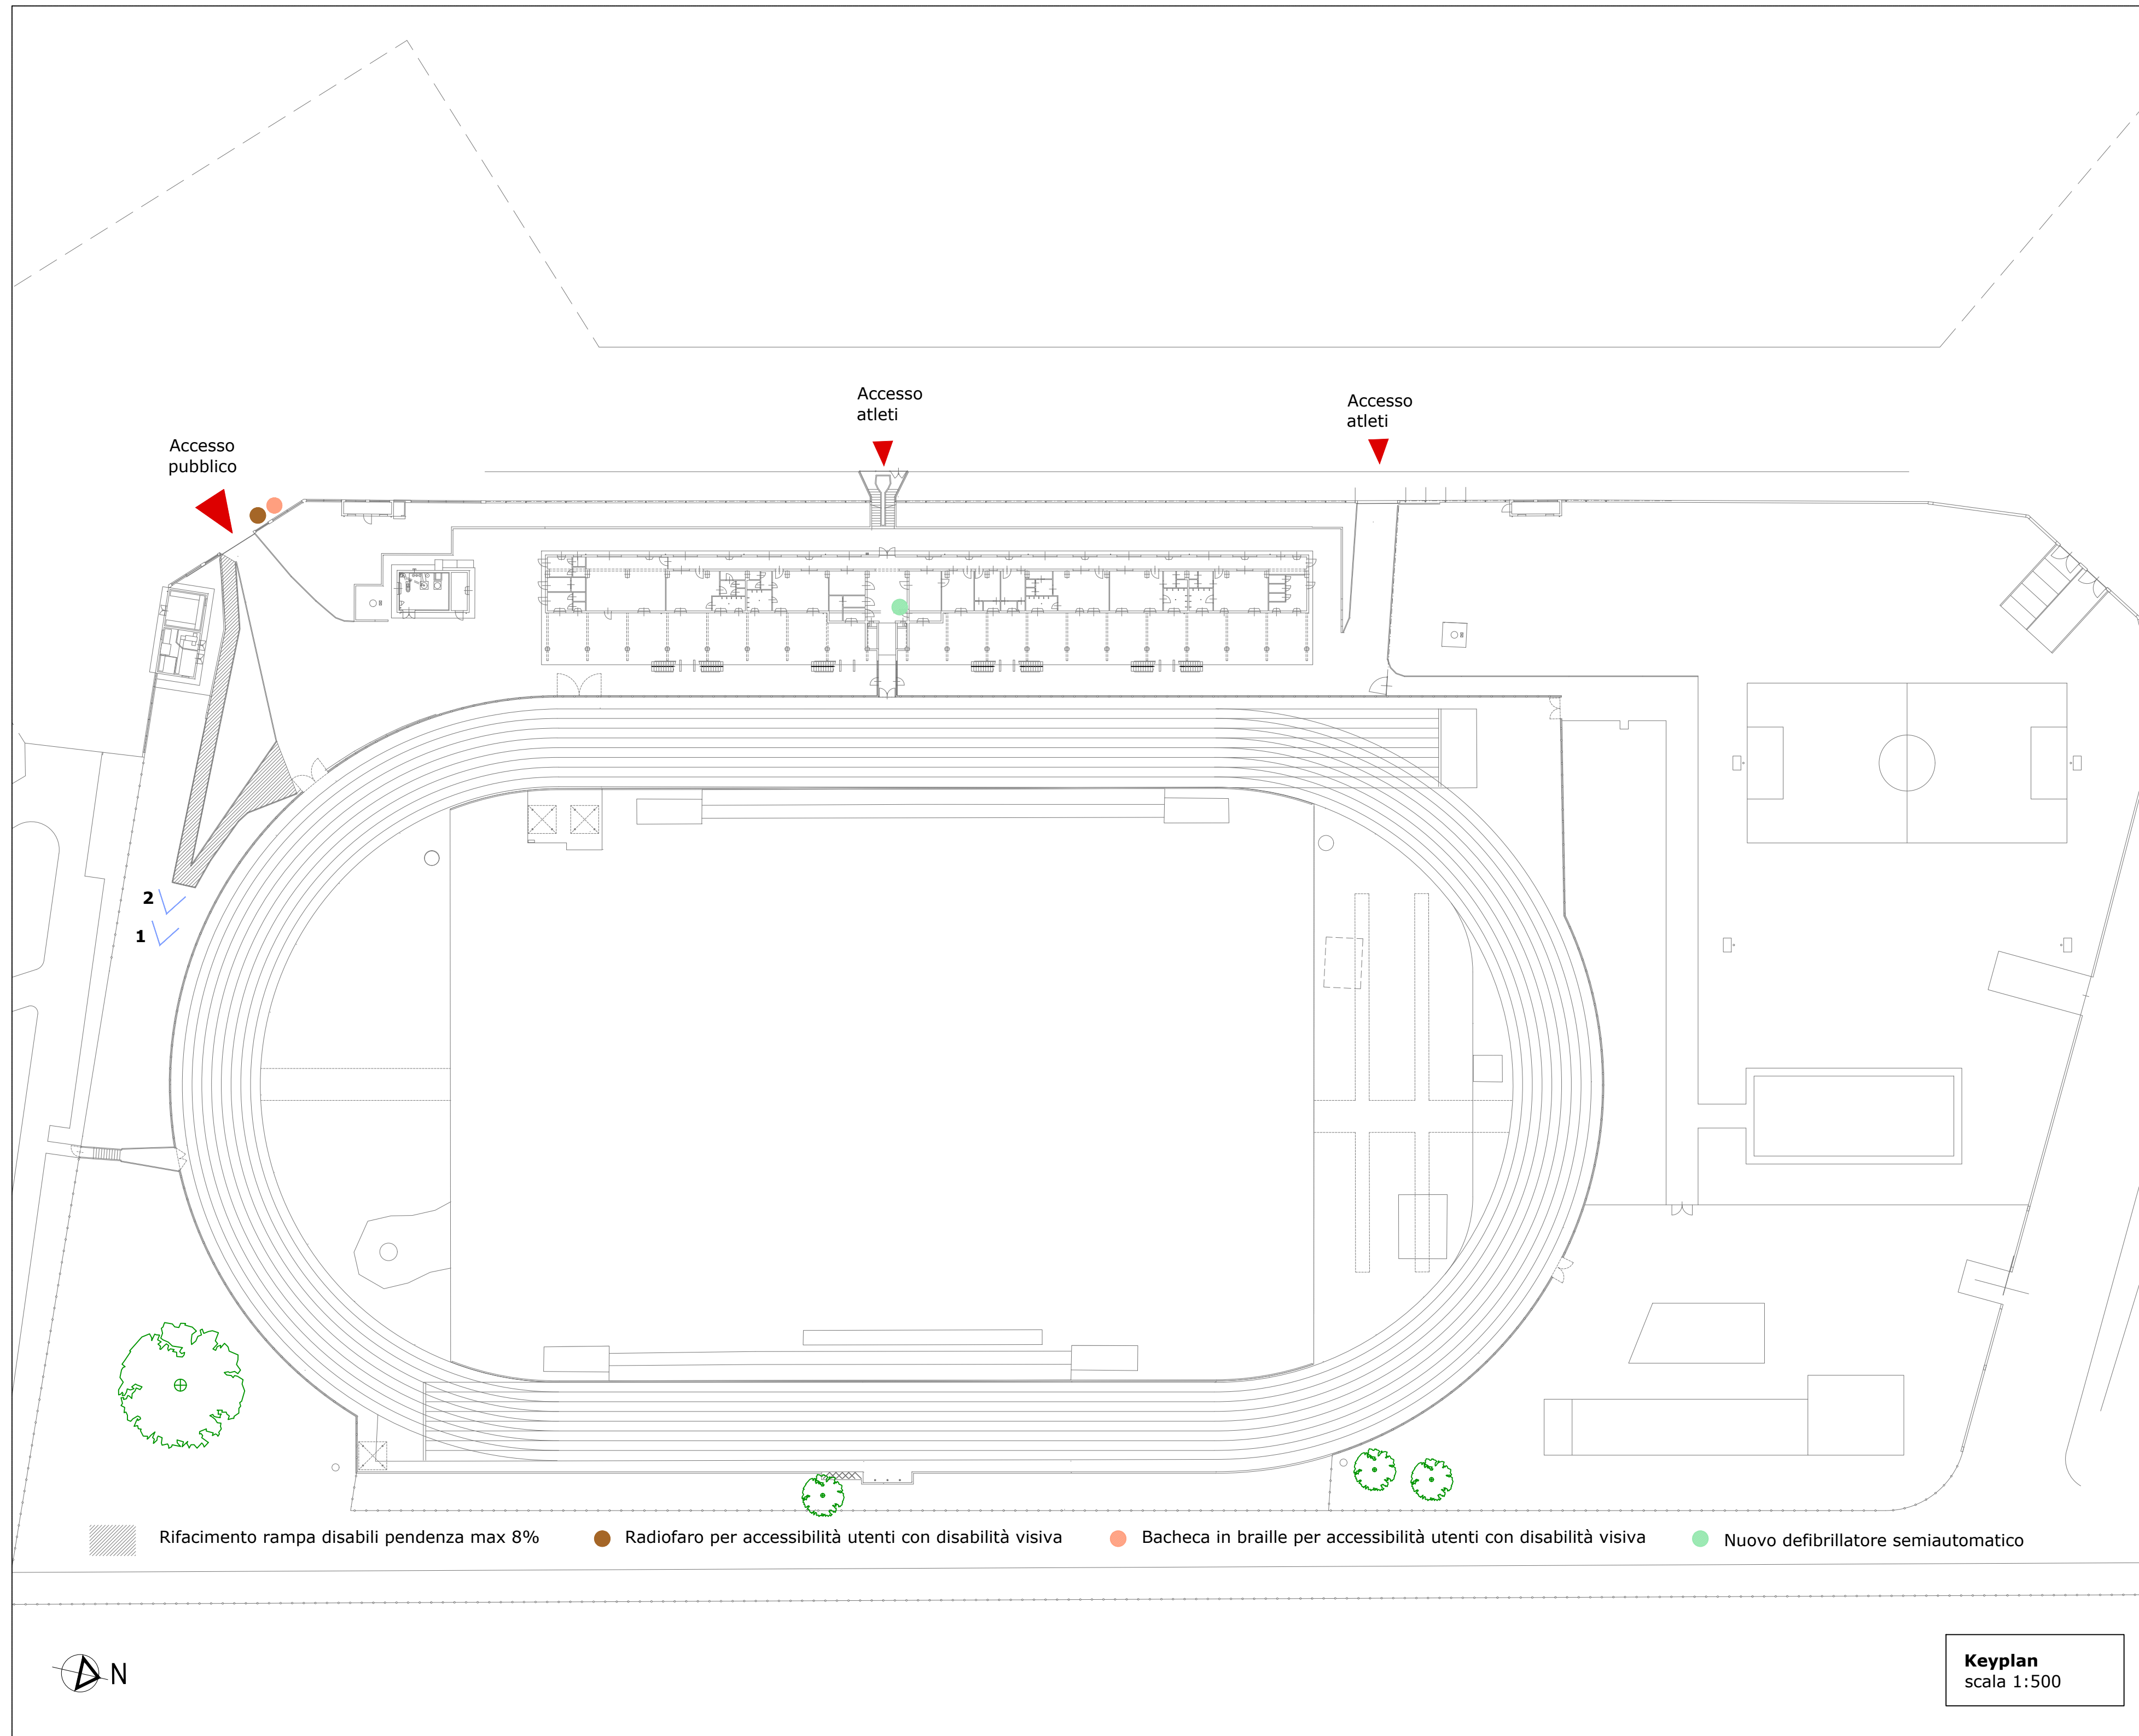 Accesso
atleti
Accesso
atleti
Accesso
pubblico
2
1
Rifacimento rampa disabili pendenza max 8%
Radiofaro per accessibilità utenti con disabilità visiva
Bacheca in braille per accessibilità utenti con disabilità visiva
Nuovo defibrillatore semiautomatico
N
Keyplan
scala 1:500